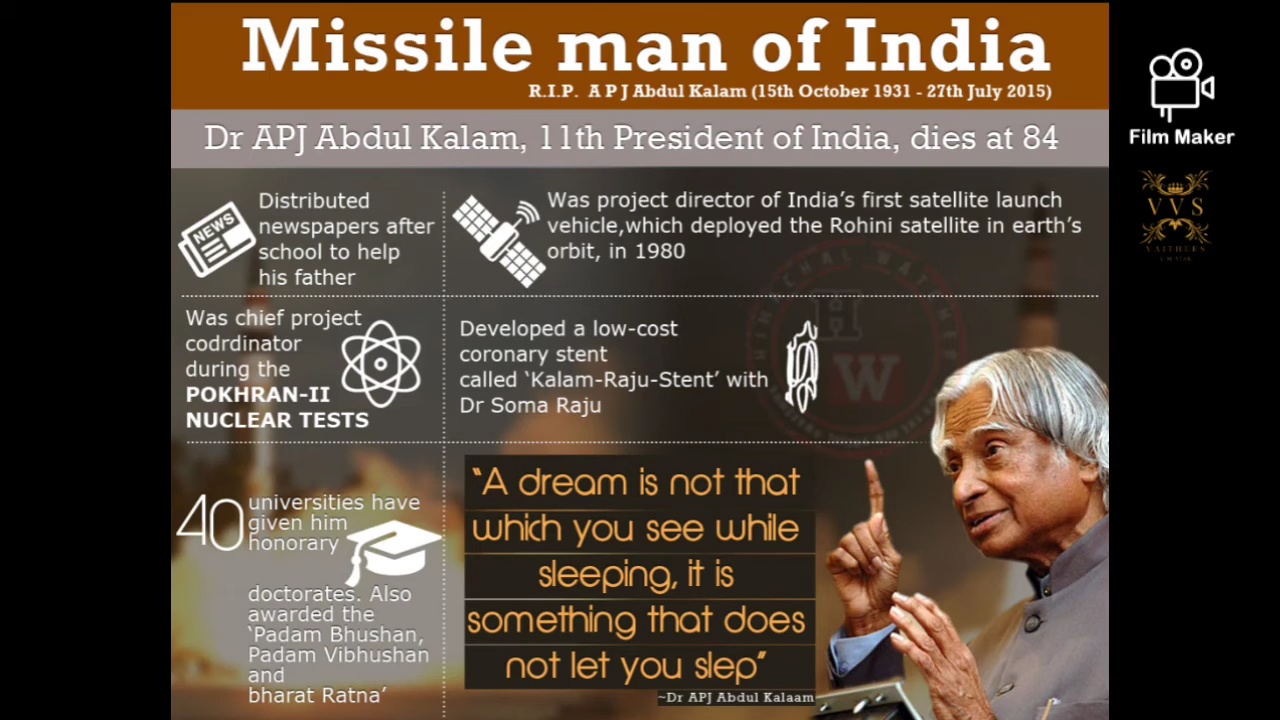 Missile man of India
R.I.P. A P J Abdul Kalam (15th October 1931 - 27th July 2015)
Dr APJ Abdul Kalam, 11th President of India, dies at 84
NEWS
Distributed
newspapers after
school to help
his father
Was project director of India's first satellite launch
vehicle,which deployed the Rohini satellite in earth's
orbit, in 1980
Was chief project
codrdinator
during the
POKHRAN-II
NUCLEAR TESTS
Developed a low-cost
coronary stent
called 'Kalam-Raju-Stent' with
Dr Soma Raju
HIMACHAL WATCHER
H
W
40 universities have
given him
honorary
doctorates. Also
awarded the
'Padam Bhushan,
Padam Vibhushan
and
bharat Ratna'
"A dream is not that
which you see while
sleeping, it is
something that does
not let you slep"
~Dr APJ Abdul Kalaam
Film Maker
VVS
VAITHEES